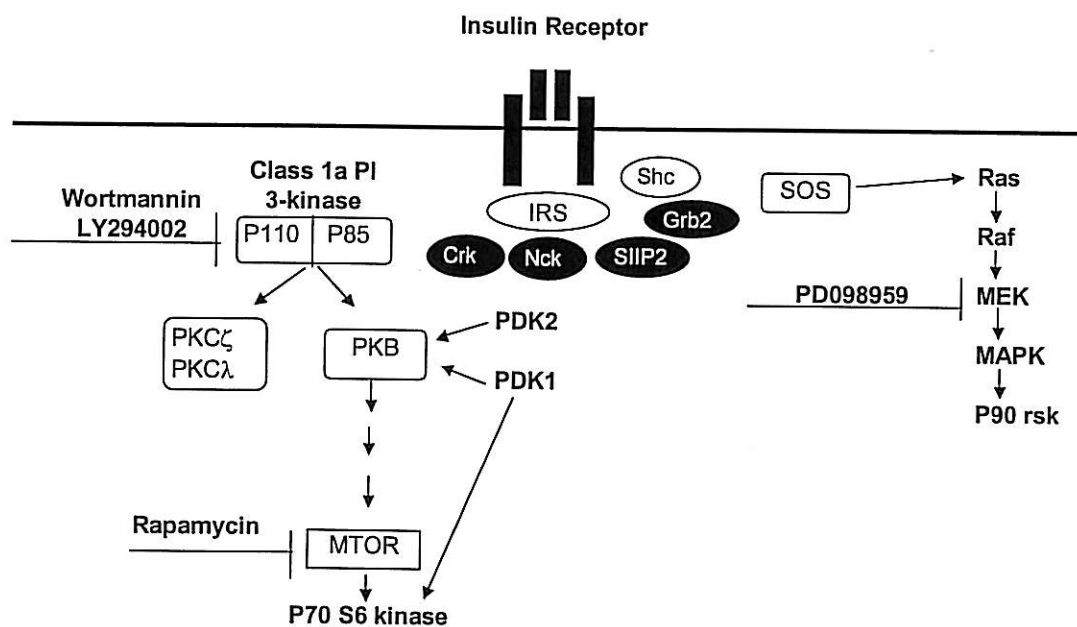 Insulin Receptor
Class 1a PI
3-kinase
Wortmannin
LY294002
P110 P85
Shc
IRS
Grb2
Crk
Nck
SIIP2
SOS
Ras
Raf
PD098959
MEK
MAPK
P90 rsk
PKCζ
PKCλ
PKB
PDK2
PDK1
Rapamycin
MTOR
P70 S6 kinase